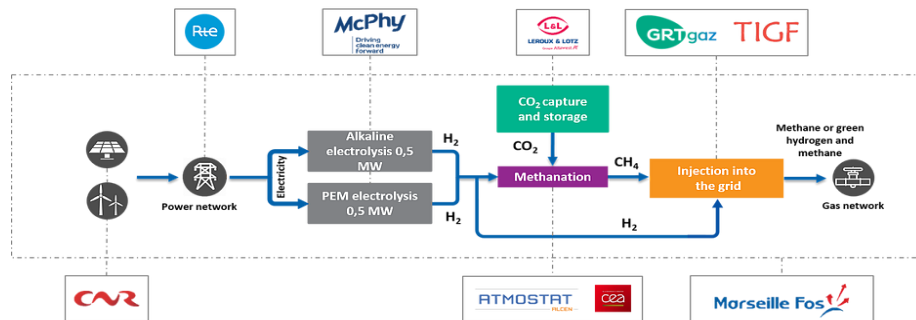 Rte
McPhy
Driving
clean energy
forward
L&L
LEROUX & LOTZ
GRTgaz
TIGF
CO₂ capture
and storage
Alkaline
electrolysis 0,5
MW
H₂
CO₂
Methane or green
hydrogen and
methane
Electricity
Methanation
CH₄
Injection into
the grid
Power network
PEM electrolysis
0,5 MW
H₂
H₂
Gas network
CNR
ATMOSTAT
ALCEN
cea
Marseille Fos